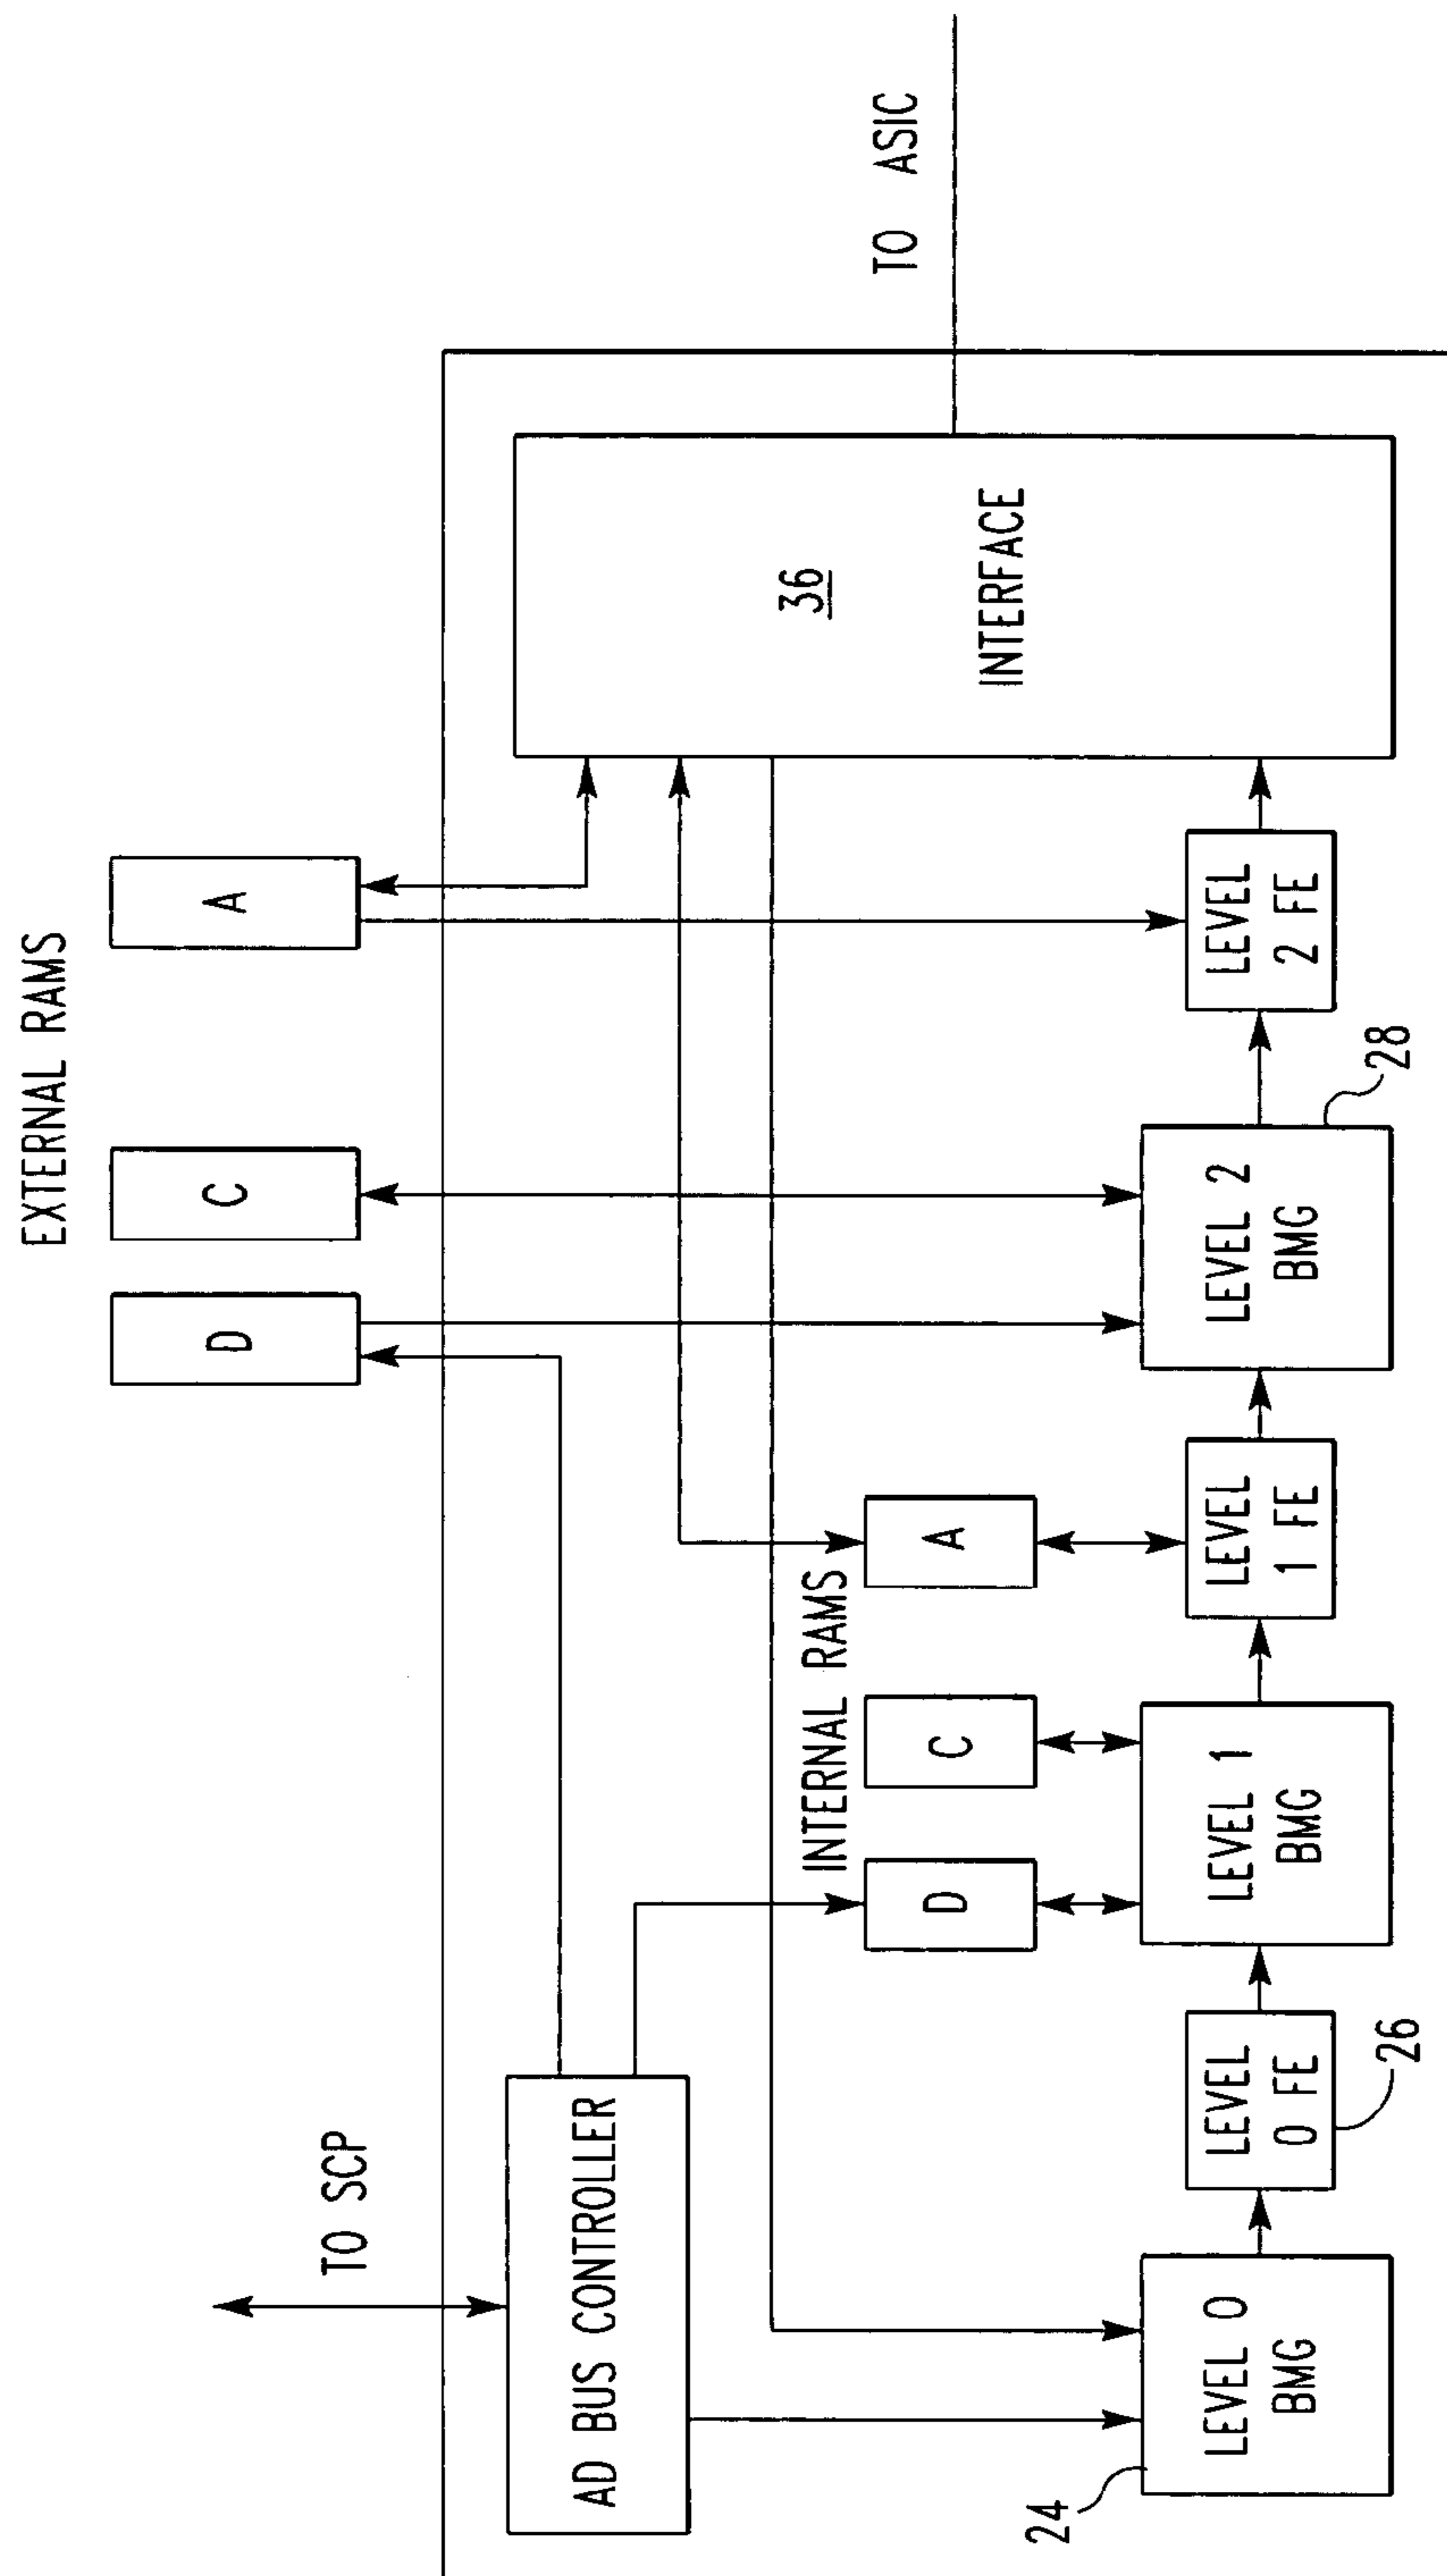 EXTERNAL RAMS
D
C
A
TO SCP
TO ASIC
AD BUS CONTROLLER
36
INTERFACE
INTERNAL RAMS
D
C
A
24
LEVEL 0
BMG
LEVEL
0 FE
26
LEVEL 1
BMG
LEVEL
1 FE
LEVEL 2
BMG
28
LEVEL
2 FE